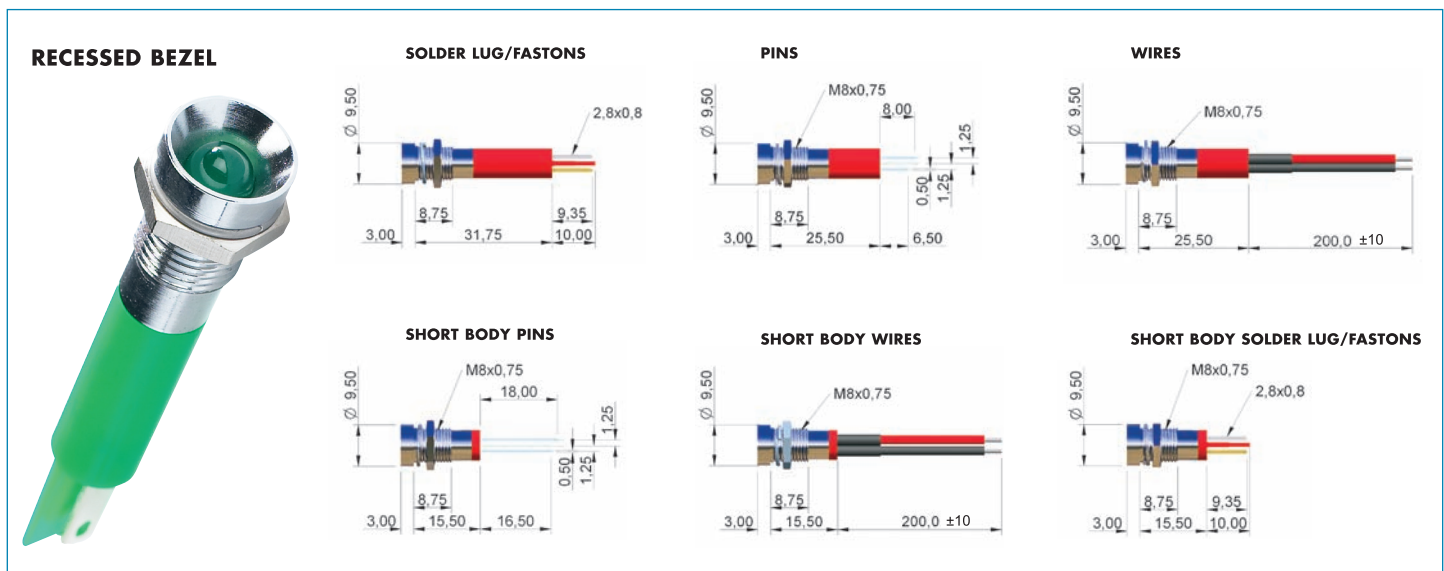 RECESSED BEZEL
SOLDER LUG/FASTONS
Ø 9,50
2,8x0,8
8,75
9,35
3,00
31,75
10,00
PINS
Ø 9,50
M8x0,75
8,00
1,25
0,50
1,25
8,75
3,00
25,50
6,50
WIRES
Ø 9,50
M8x0,75
8,75
3,00
25,50
200,0 ±10
SHORT BODY PINS
Ø 9,50
M8x0,75
18,00
1,25
0,50
1,25
8,75
3,00
15,50
16,50
SHORT BODY WIRES
Ø 9,50
M8x0,75
8,75
3,00
15,50
200,0 ±10
SHORT BODY SOLDER LUG/FASTONS
Ø 9,50
M8x0,75
2,8x0,8
8,75
9,35
3,00
15,50
10,00